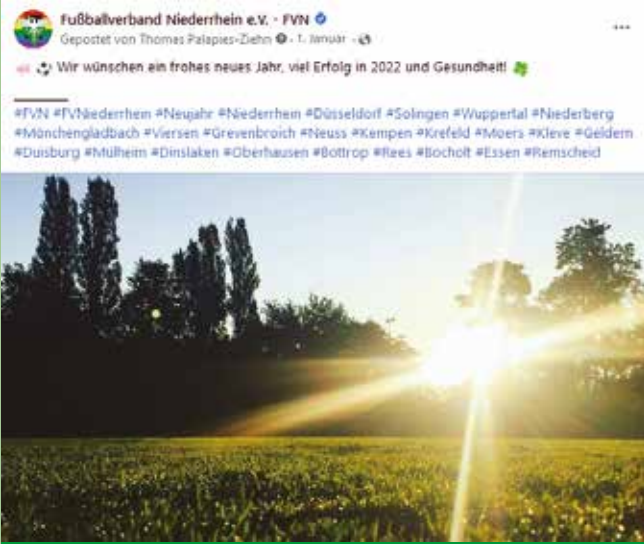 Fußballverband Niederrhein e.V. - FVN
Gepostet von Thomas Palapies-Ziehn · 1. Januar ·
Wir wünschen ein frohes neues Jahr, viel Erfolg in 2022 und Gesundheit!
#FVN #FVNiederrhein #Neujahr #Niederrhein #Düsseldorf #Solingen #Wuppertal #Niederberg
#Mönchengladbach #Viersen #Grevenbroich #Neuss #Kempen #Krefeld #Moers #Kleve #Geldern
#Duisburg #Mülheim #Dinslaken #Oberhausen #Bottrop #Rees #Bocholt #Essen #Remscheid